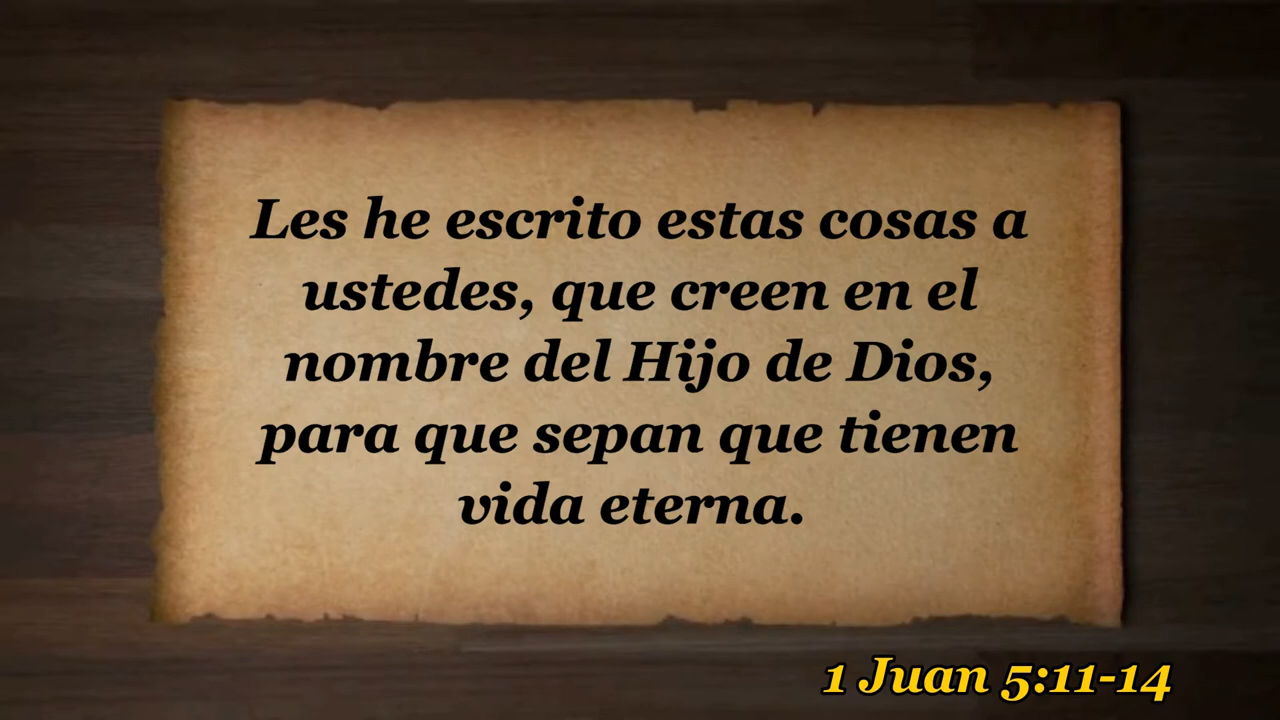 Les he escrito estas cosas a
ustedes, que creen en el
nombre del Hijo de Dios,
para que sepan que tienen
vida eterna.
1 Juan 5:11-14